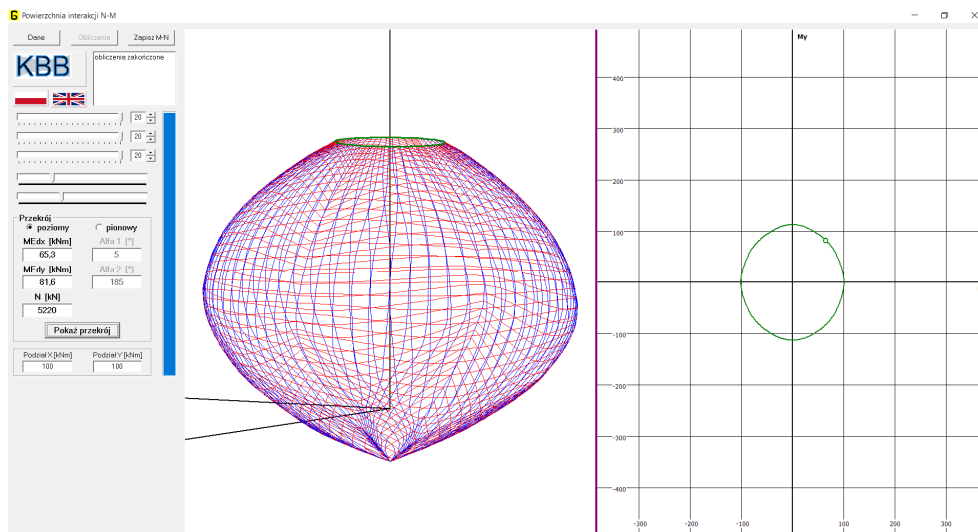 G Powierzchnia interakcji N-M
Dane Obliczenia Zapisz M-N
KBB
obliczenia zakończone
20
20
20
Przekrój
poziomy pionowy
MEdx [kNm] Alfa 1 [°]
65,3 5
MEdy [kNm] Alfa 2 [°]
81,6 185
N [kN]
5220
Pokaż przekrój
Podział X [kNm] Podział Y [kNm]
100 100
My
400
300
200
100
-100
-200
-300
-400
-300 -200 -100 100 200 300